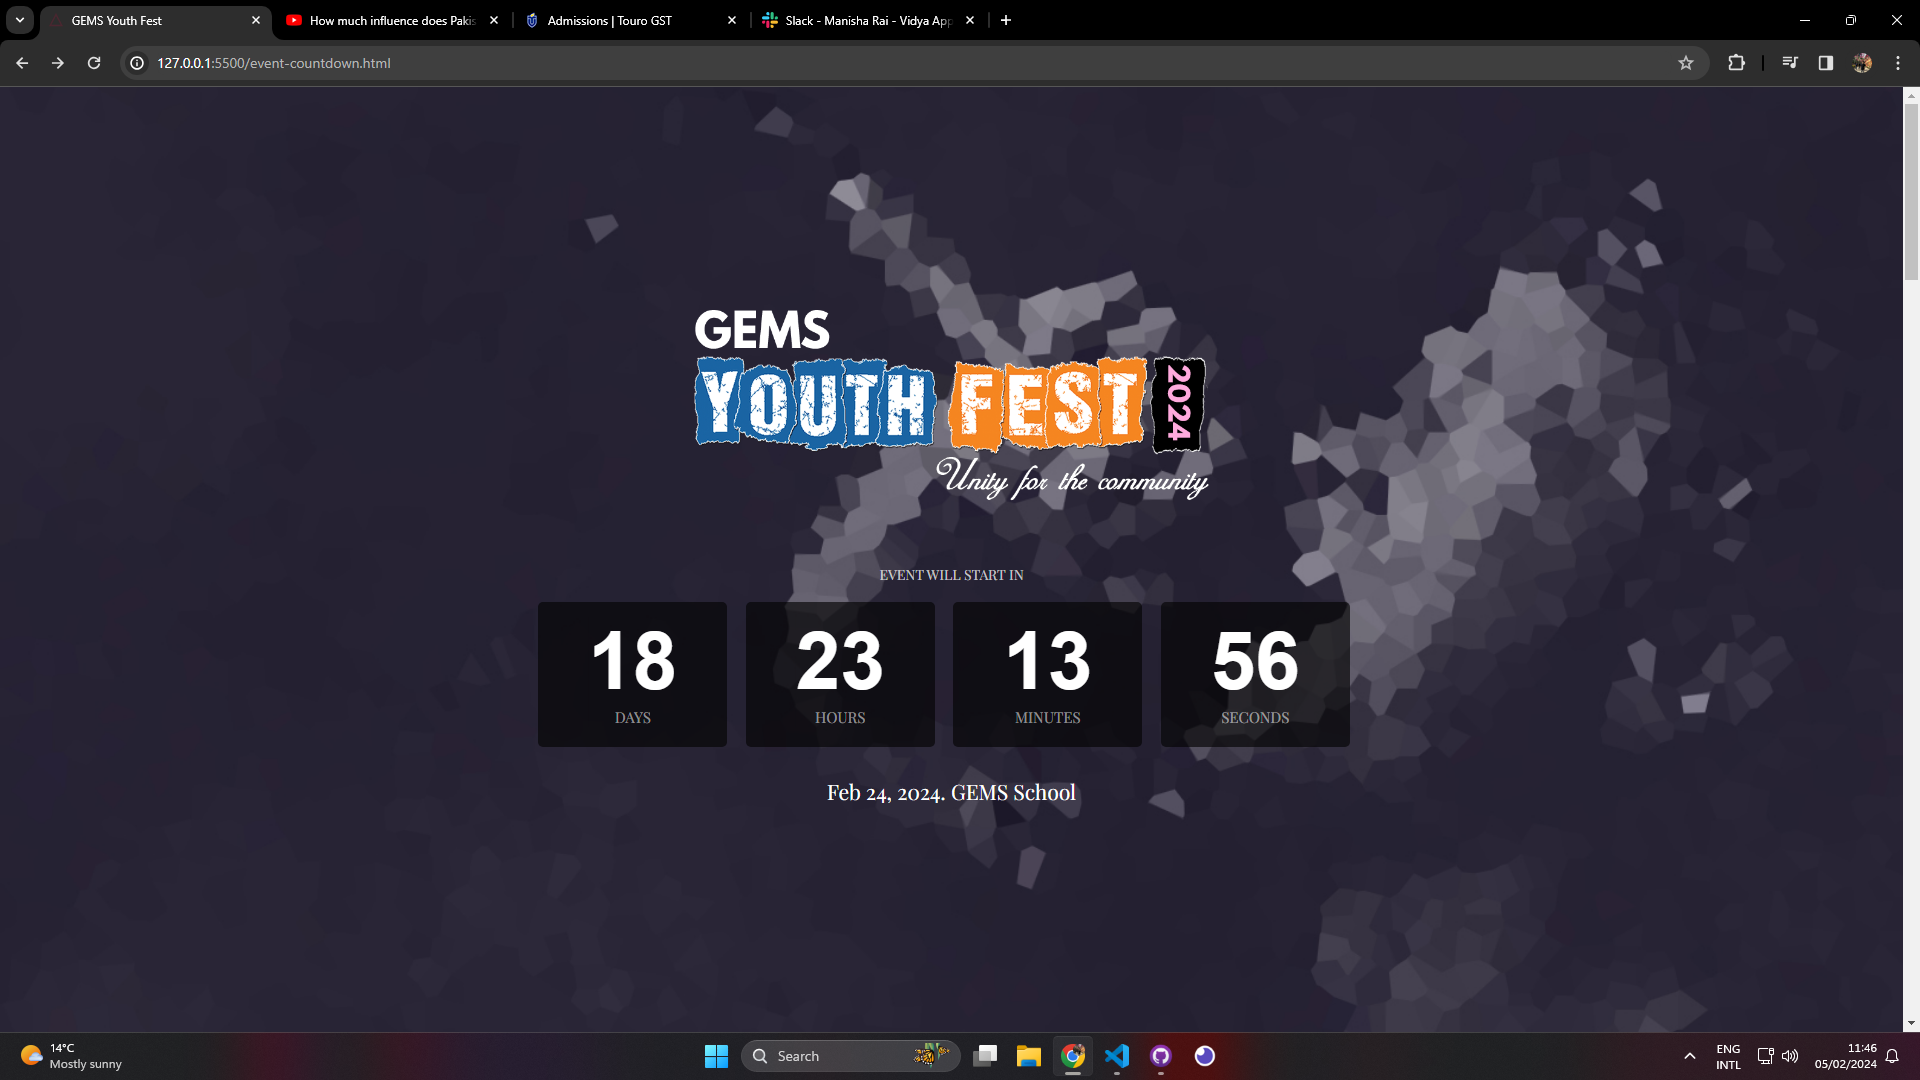 GEMS Youth Fest
How much influence does Pakis
Admissions | Touro GST
Slack - Manisha Rai - Vidya App
127.0.0.1:5500/event-countdown.html
GEMS
YOUTH FEST 2024
Unity for the community
EVENT WILL START IN
18 23 13 56
DAYS HOURS MINUTES SECONDS
Feb 24, 2024. GEMS School
14°C
Mostly sunny
Search
ENG
INTL
11:46
05/02/2024